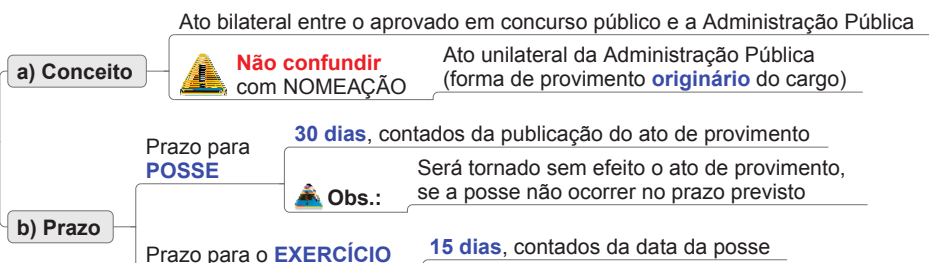 Ato bilateral entre o aprovado em concurso público e a Administração Pública
a) Conceito
Não confundir
com NOMEAÇÃO
Ato unilateral da Administração Pública
(forma de provimento originário do cargo)
Prazo para
POSSE
30 dias, contados da publicação do ato de provimento
Obs.:
Será tornado sem efeito o ato de provimento,
se a posse não ocorrer no prazo previsto
b) Prazo
Prazo para o EXERCÍCIO
15 dias, contados da data da posse